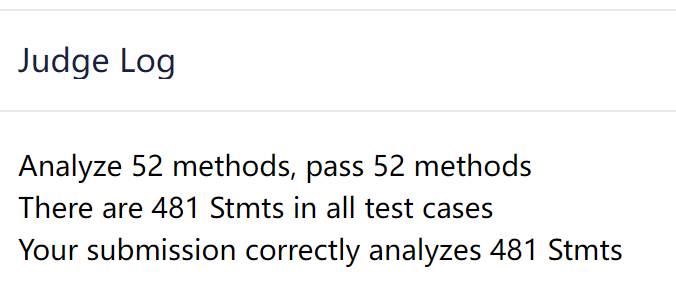 Judge Log
Analyze 52 methods, pass 52 methods
There are 481 Stmts in all test cases
Your submission correctly analyzes 481 Stmts